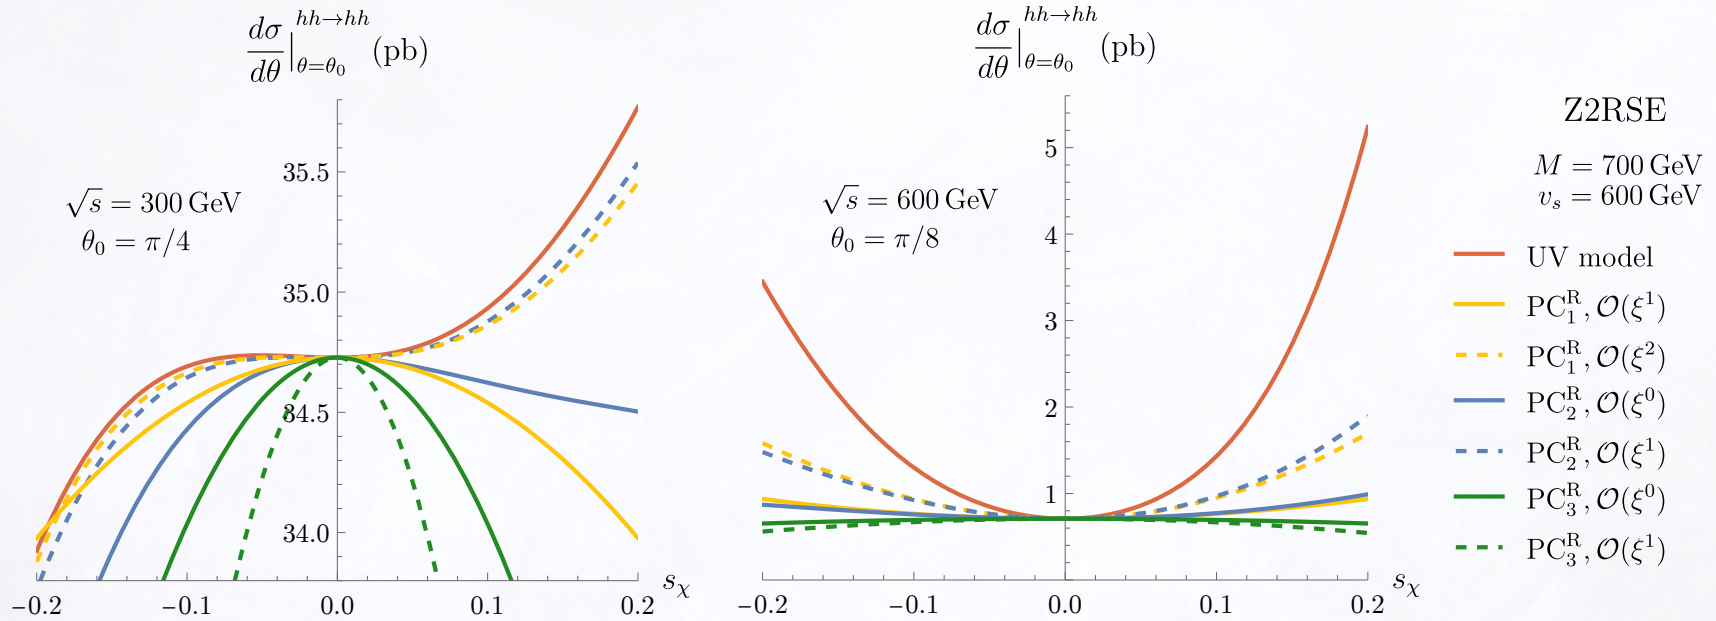 dσ/dθ|θ=θ₀ hh→hh (pb)
√s = 300 GeV
θ₀ = π/4
35.5
35.0
34.5
34.0
−0.2 −0.1 0.0 0.1 0.2
sχ
dσ/dθ|θ=θ₀ hh→hh (pb)
√s = 600 GeV
θ₀ = π/8
5
4
3
2
1
−0.2 −0.1 0.0 0.1 0.2
sχ
Z2RSE
M = 700 GeV
vₛ = 600 GeV
UV model
PC₁ᴿ, 𝒪(ξ¹)
PC₁ᴿ, 𝒪(ξ²)
PC₂ᴿ, 𝒪(ξ⁰)
PC₂ᴿ, 𝒪(ξ¹)
PC₃ᴿ, 𝒪(ξ⁰)
PC₃ᴿ, 𝒪(ξ¹)